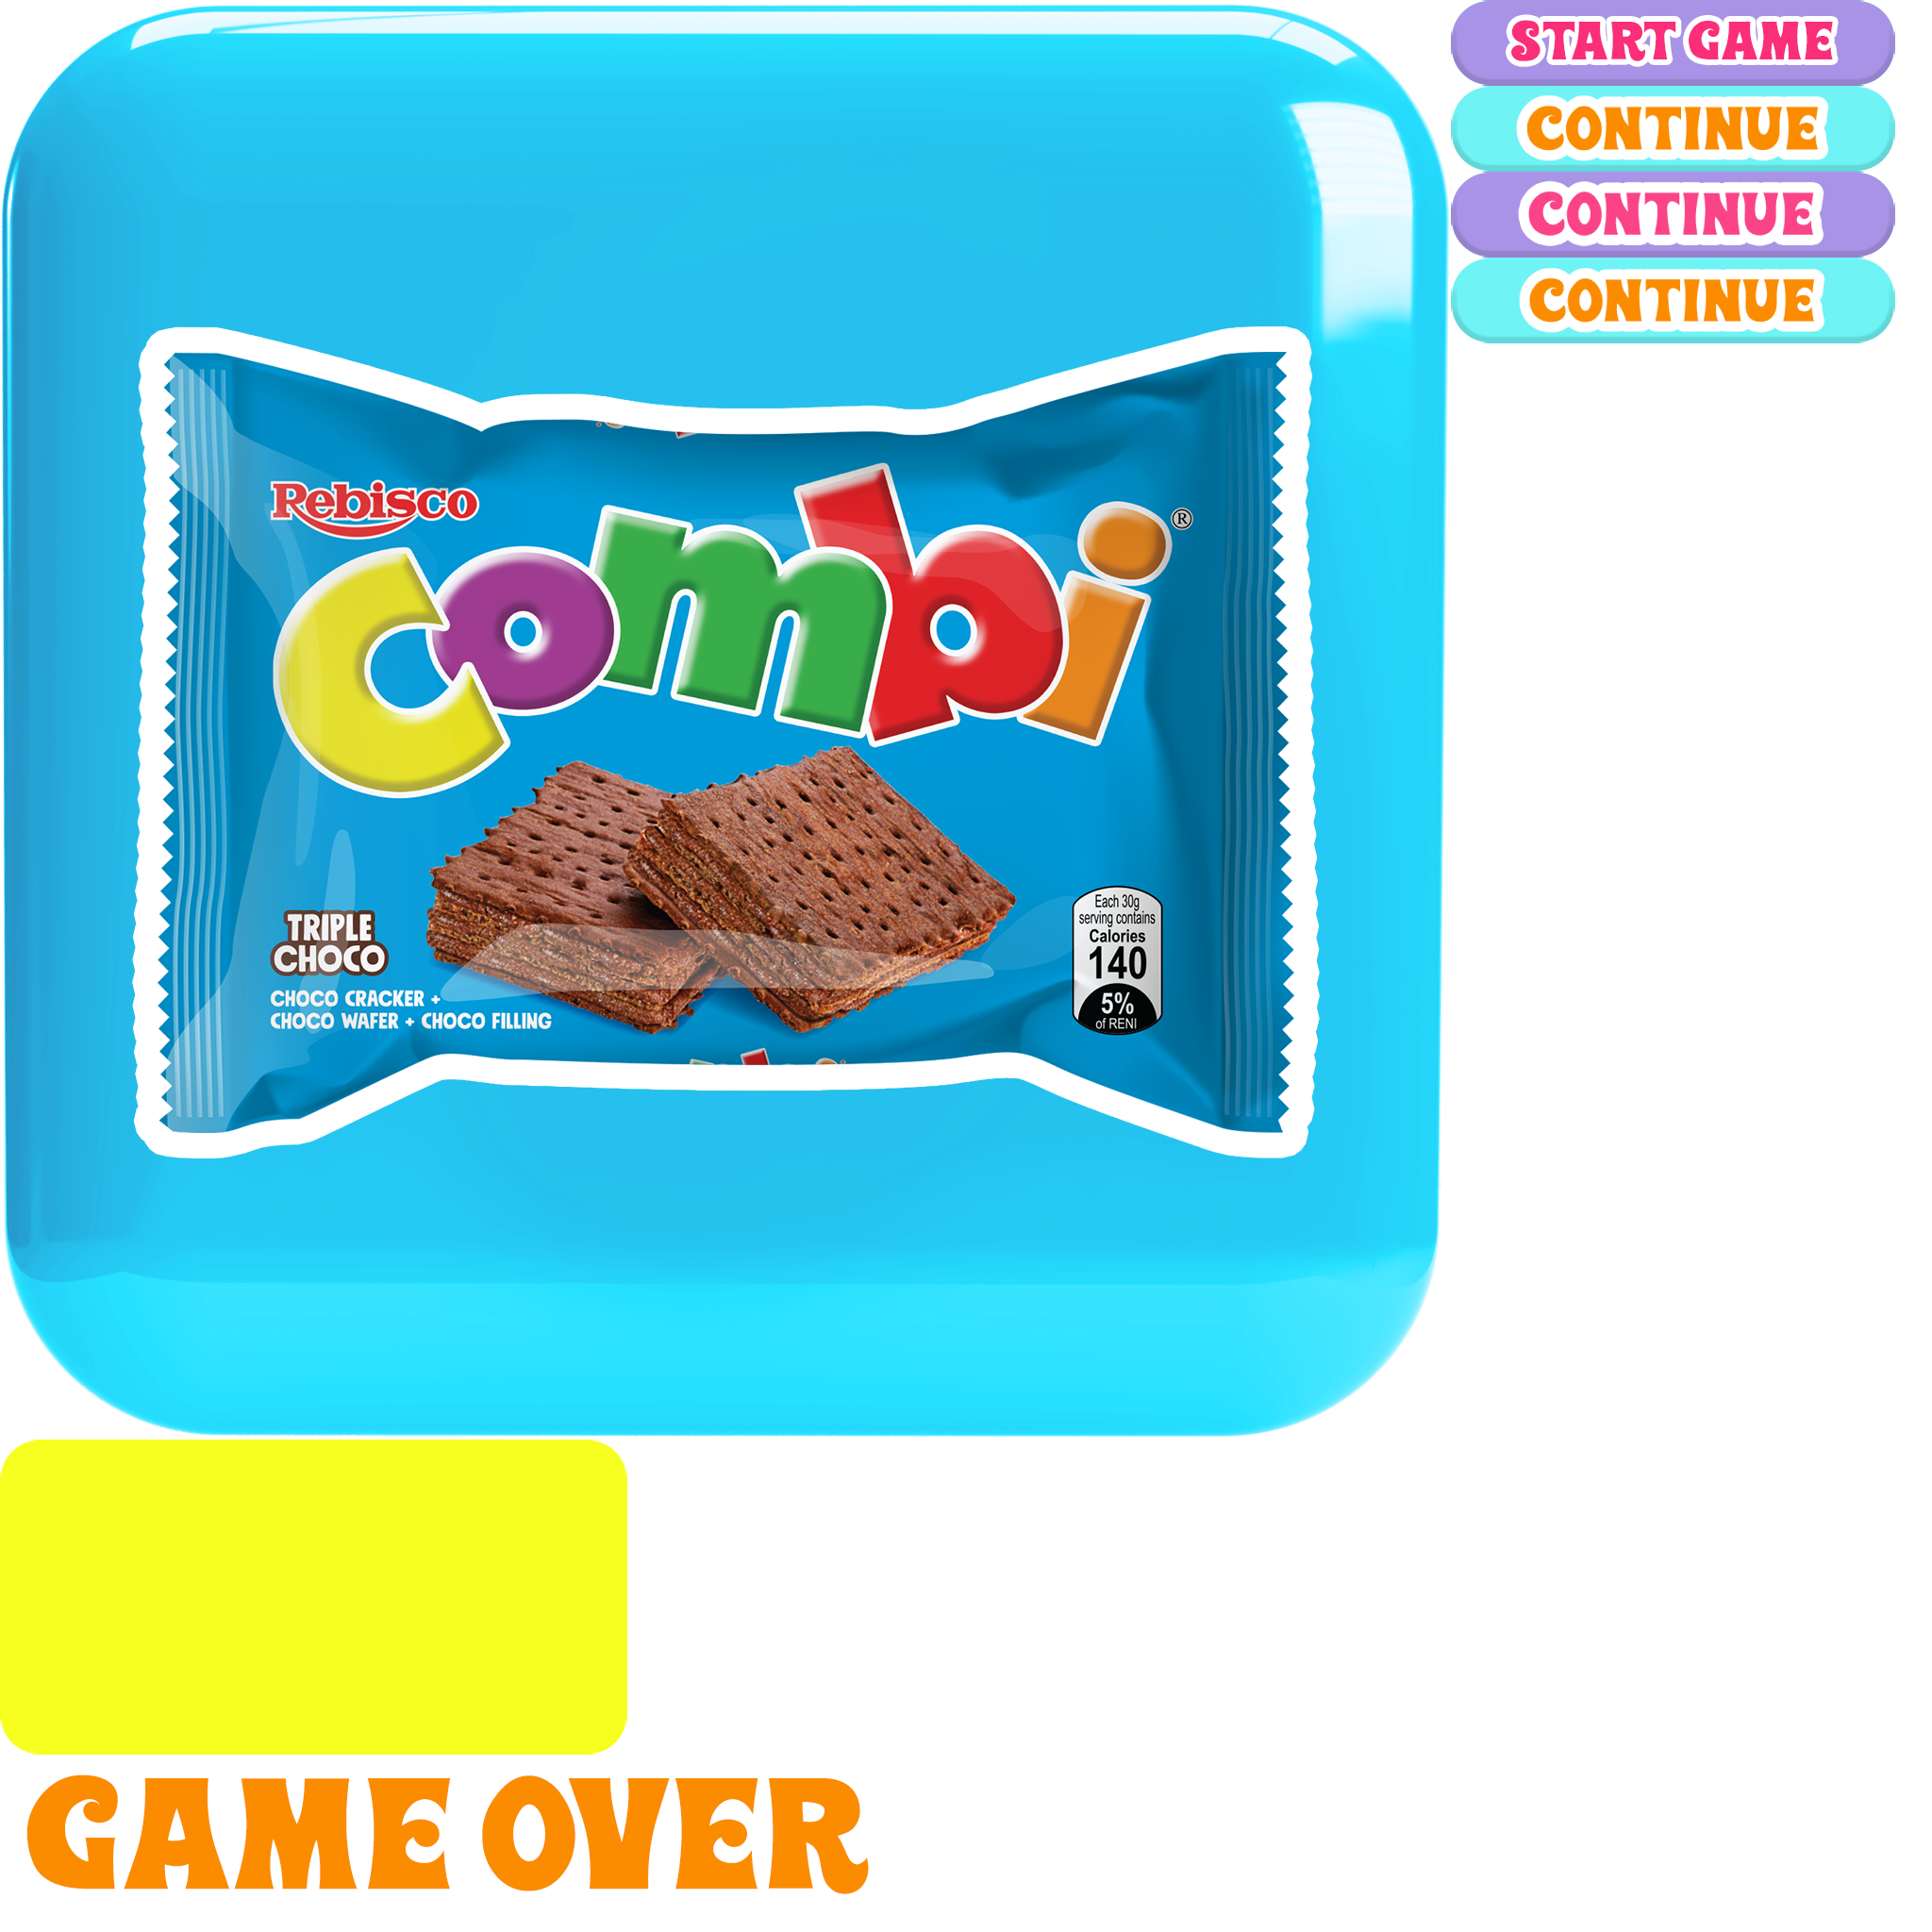 START GAME
CONTINUE
CONTINUE
CONTINUE
Rebisco
combi®
TRIPLE
CHOCO
CHOCO CRACKER +
CHOCO WAFER + CHOCO FILLING
Each 30g
serving contains
Calories
140
5%
of RENI
GAME OVER